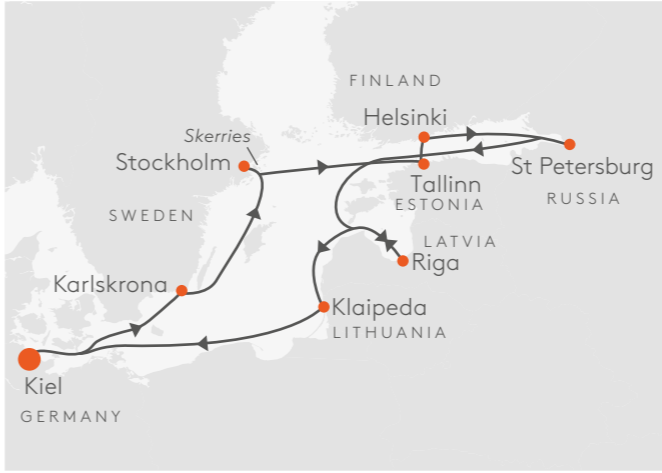 FINLAND
Helsinki
Skerries
Stockholm
St Petersburg
Tallinn
RUSSIA
ESTONIA
SWEDEN
LATVIA
Riga
Karlskrona
Klaipeda
LITHUANIA
Kiel
GERMANY